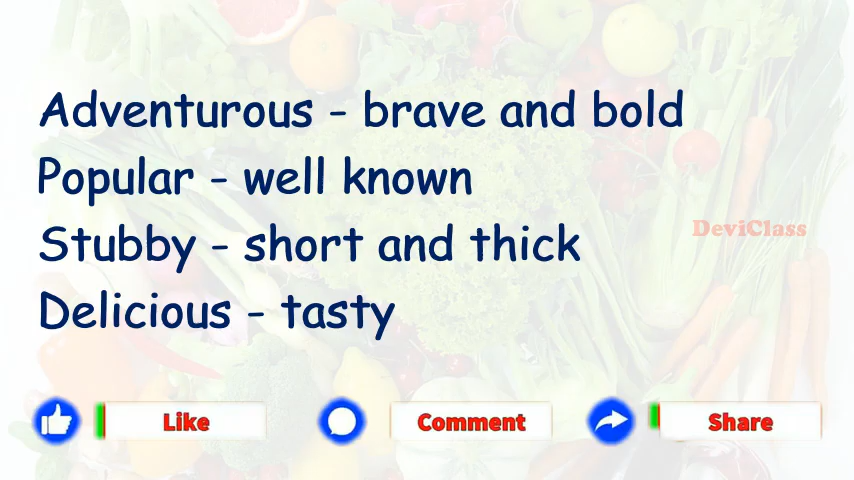 Adventurous - brave and bold
Popular - well known
Stubby - short and thick
DeviClass
Delicious - tasty
Like
Comment
Share